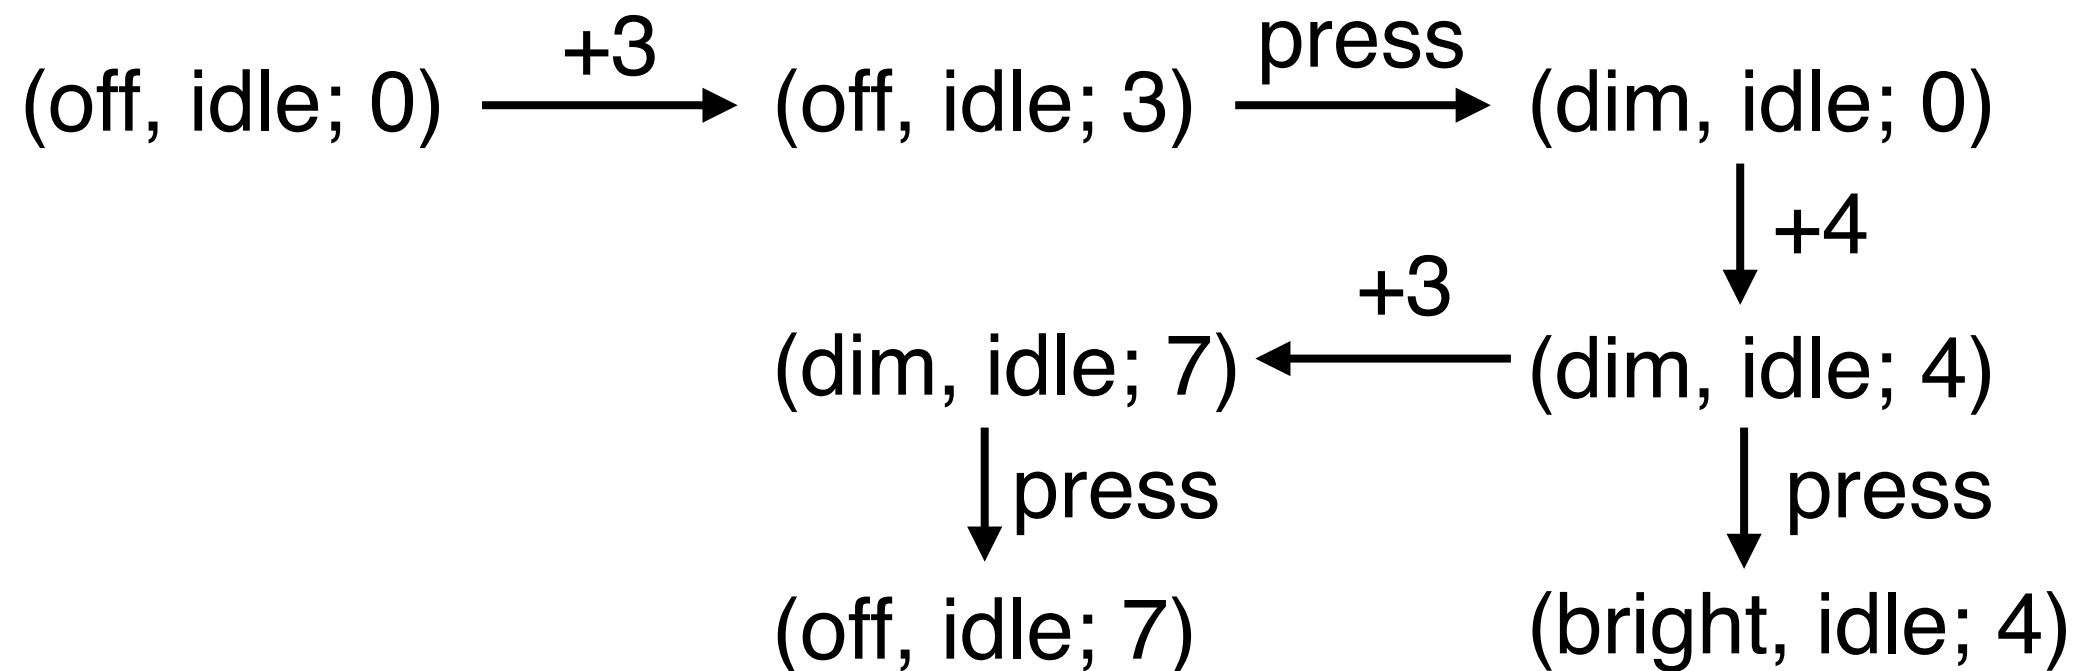 +3 press
(off, idle; 0) (off, idle; 3) (dim, idle; 0)
+4
+3
(dim, idle; 7) (dim, idle; 4)
press press
(off, idle; 7) (bright, idle; 4)